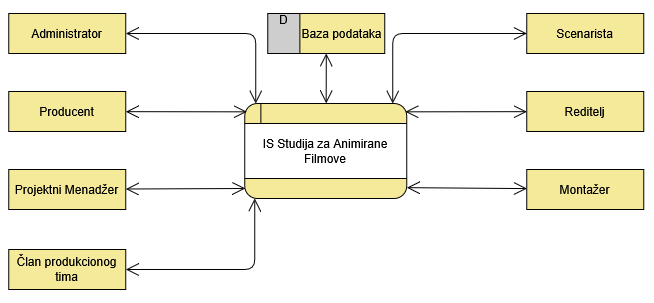 Administrator
D
Baza podataka
Scenarista
Producent
Reditelj
IS Studija za Animirane
Filmove
Projektni Menadžer
Montažer
Član produkcionog
tima